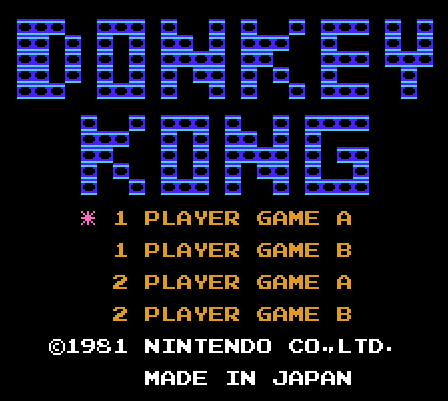 DONKEY
KONG
* 1 PLAYER GAME A
1 PLAYER GAME B
2 PLAYER GAME A
2 PLAYER GAME B
©1981 NINTENDO CO.,LTD.
MADE IN JAPAN